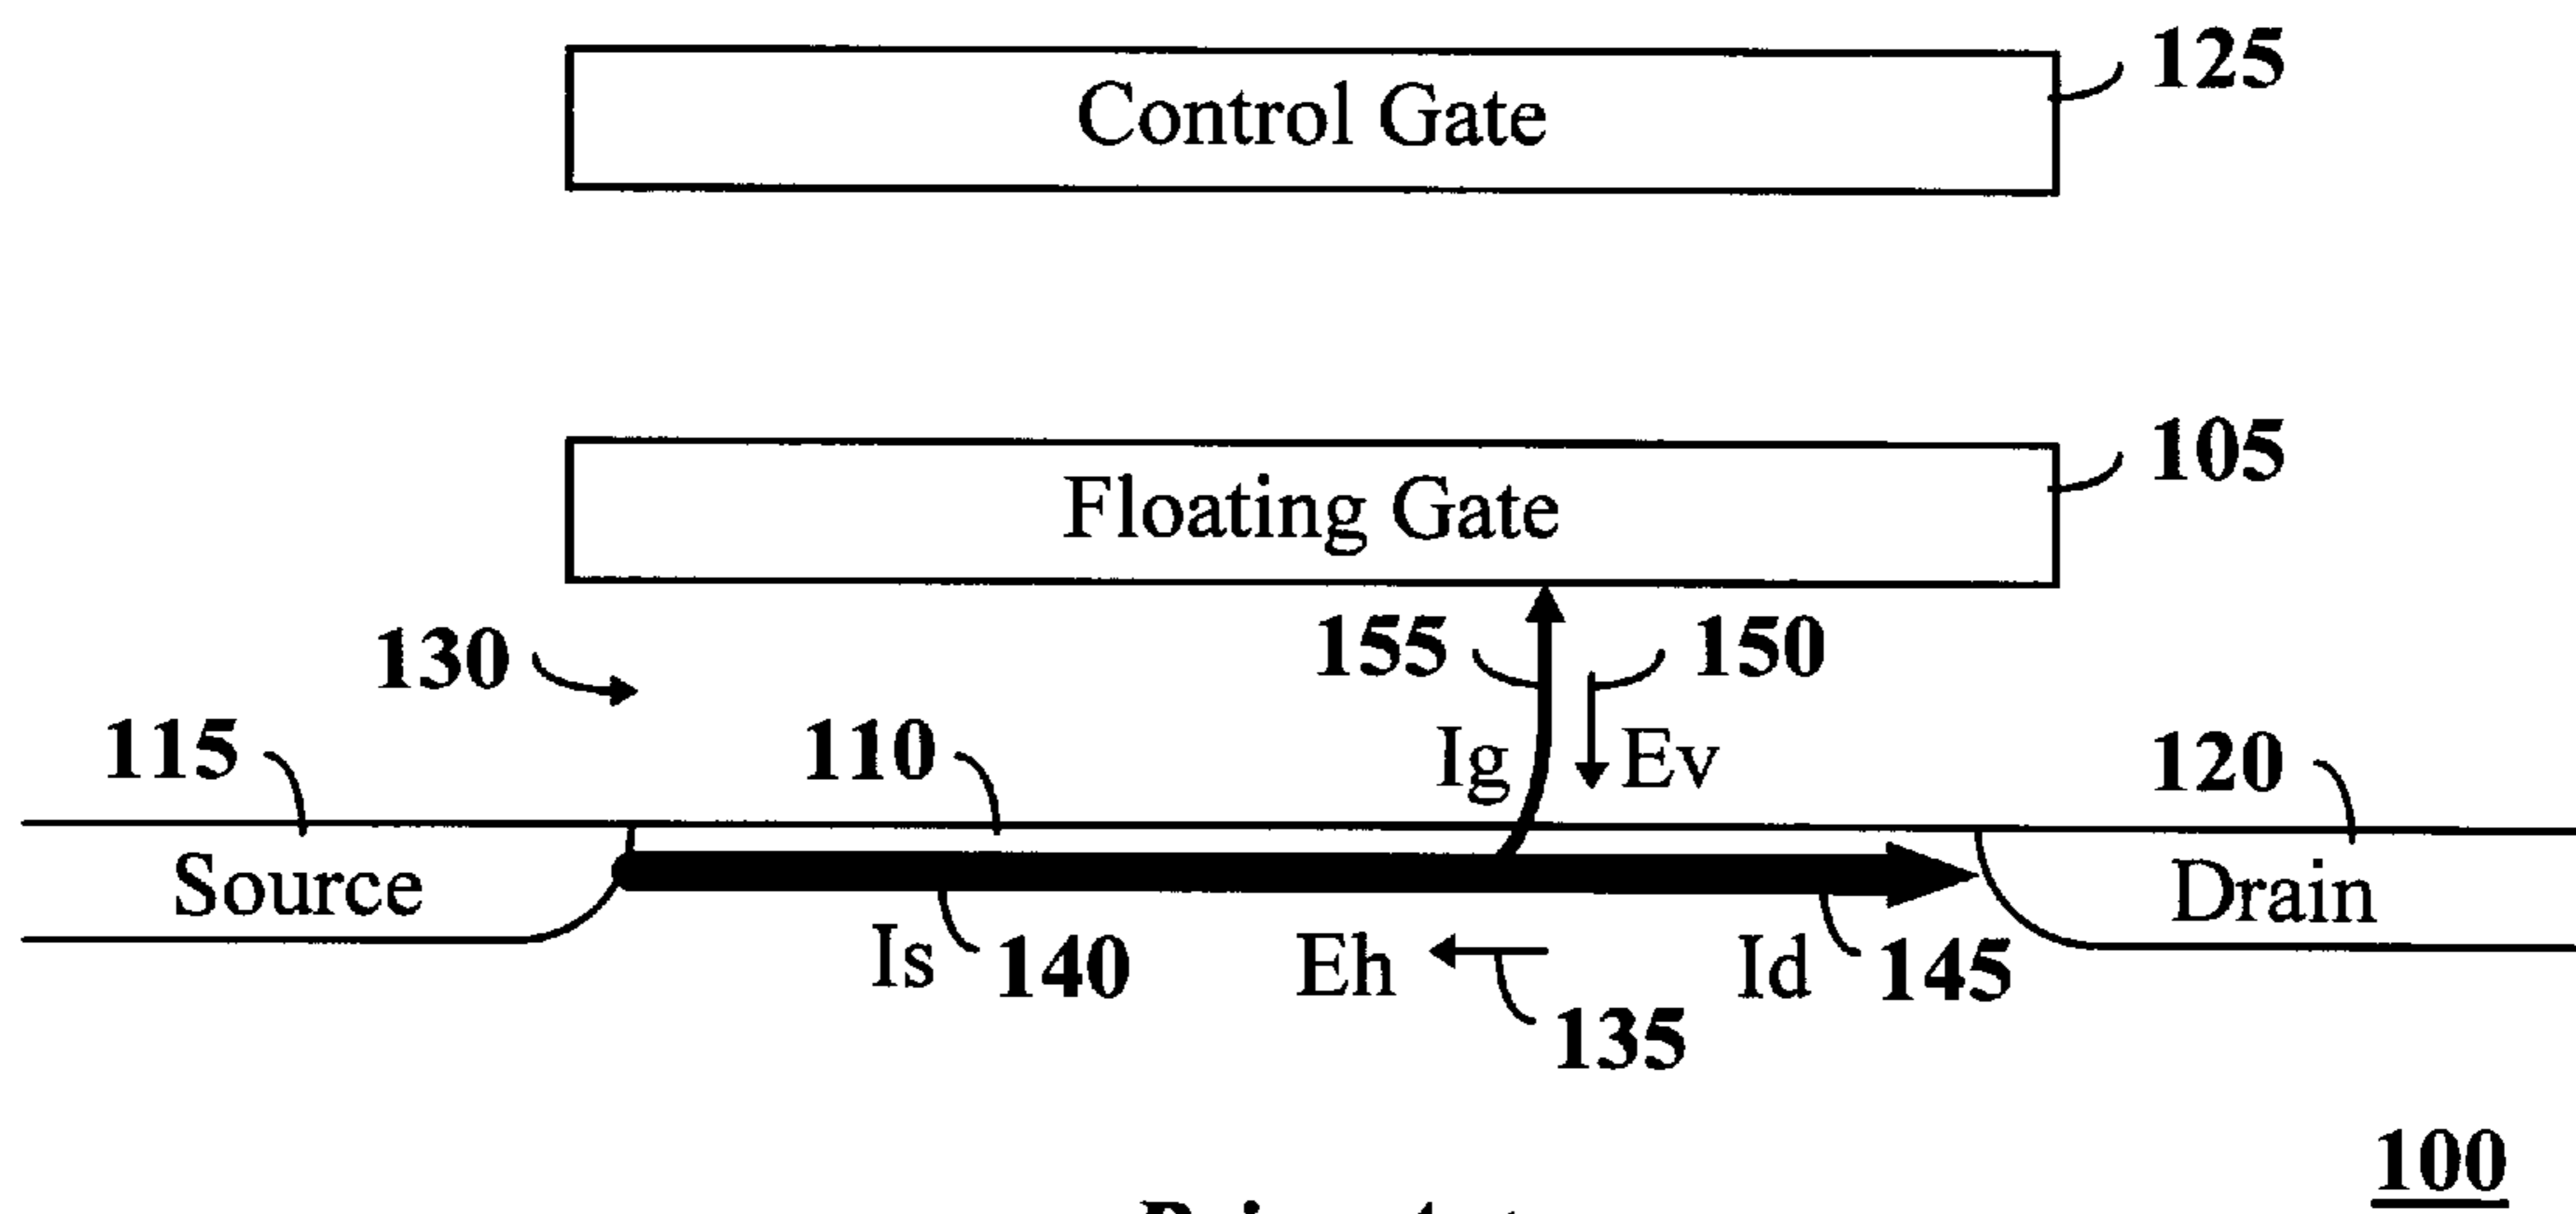 125
Control Gate
105
Floating Gate
130
155
150
115
110
Ig
Ev
120
Source
Drain
Is
140
Eh
Id
145
135
100